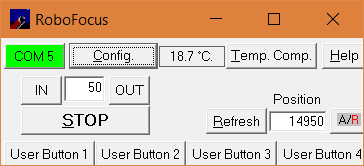 RoboFocus
COM 5 Config. 18.7 °C. Temp. Comp. Help
IN 50 OUT
Position
STOP Refresh 14950 A/R
User Button 1 User Button 2 User Button 3 User Button 4